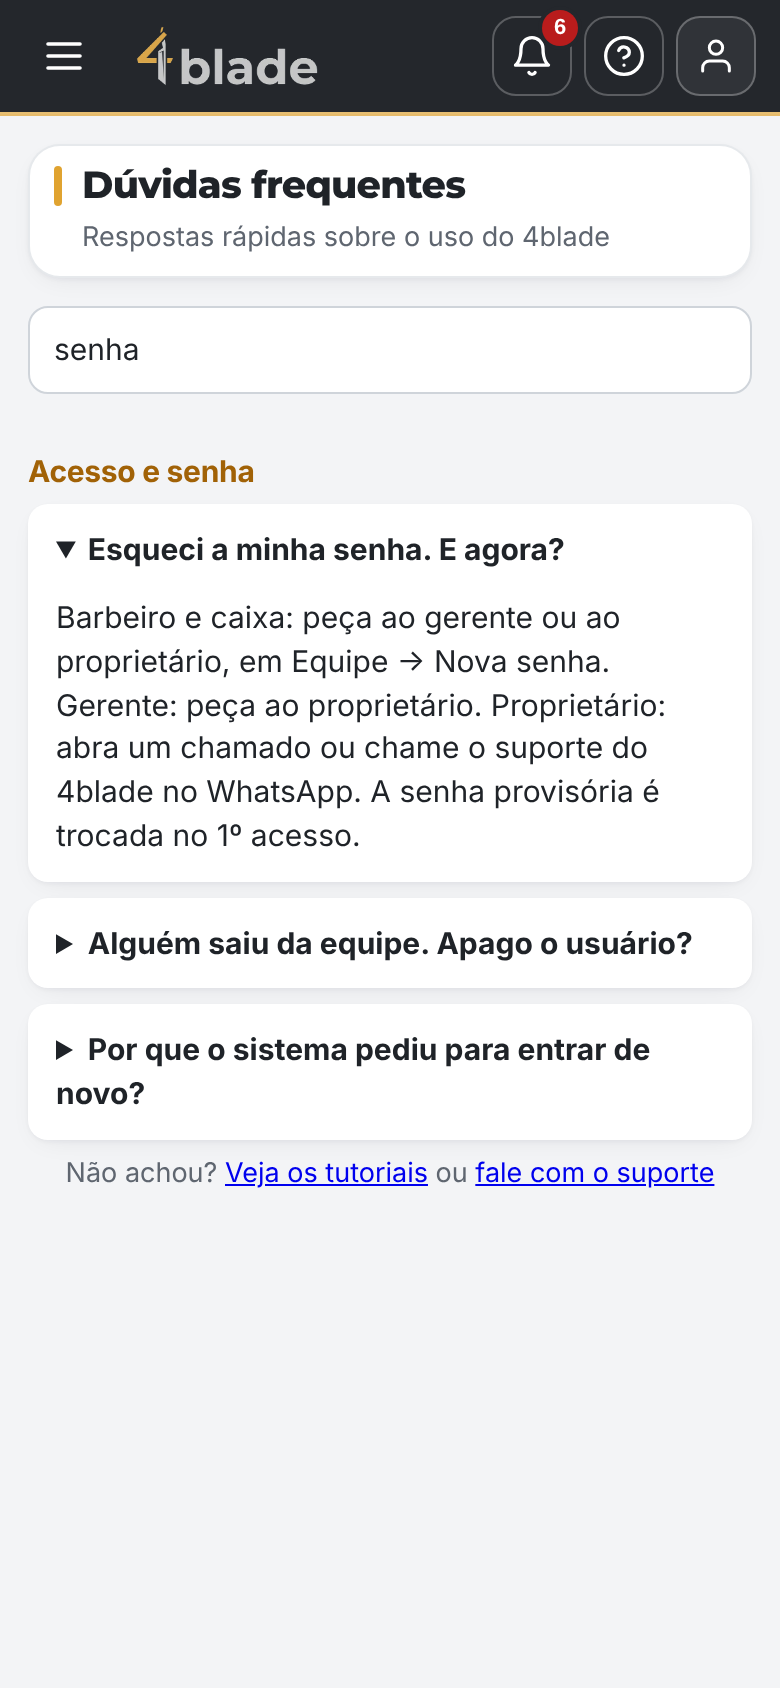 6
4blade
Dúvidas frequentes
Respostas rápidas sobre o uso do 4blade
senha
Acesso e senha
▼ Esqueci a minha senha. E agora?
Barbeiro e caixa: peça ao gerente ou ao
proprietário, em Equipe → Nova senha.
Gerente: peça ao proprietário. Proprietário:
abra um chamado ou chame o suporte do
4blade no WhatsApp. A senha provisória é
trocada no 1º acesso.
▶ Alguém saiu da equipe. Apago o usuário?
▶ Por que o sistema pediu para entrar de
novo?
Não achou? Veja os tutoriais ou fale com o suporte